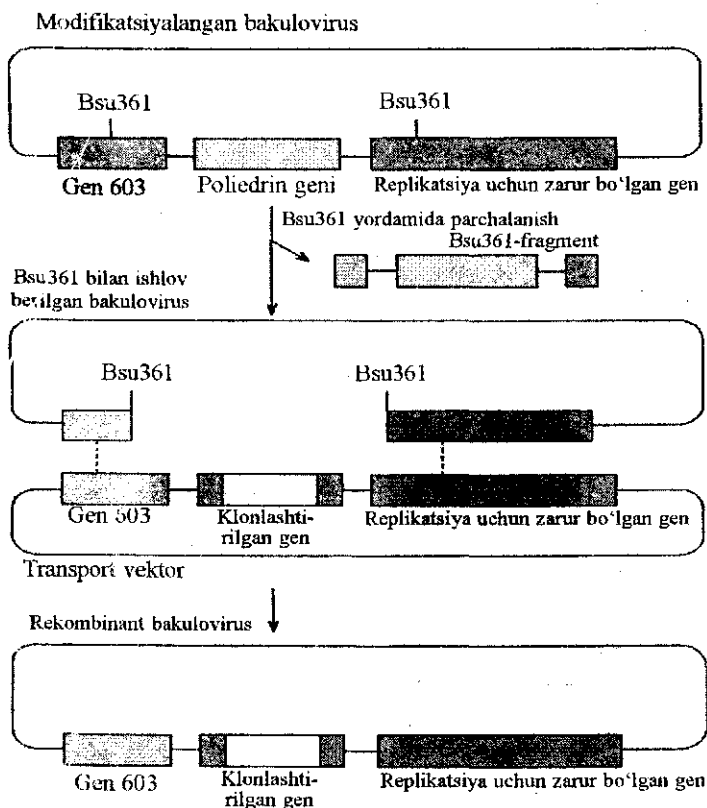 Modifikatsiyalangan bakulovirus
Bsu361
Bsu361
Gen 603
Poliedrin geni
Replikatsiya uchun zarur bo‘lgan gen
Bsu361 yordamida parchalanish
Bsu361-fragment
Bsu361 bilan ishlov
berilgan bakulovirus
Bsu361
Bsu361
Gen 603
Klonlashti-
rilgan gen
Replikatsiya uchun zarur bo‘lgan gen
Transport vektor
Rekombinant bakulovirus
Gen 603
Klonlashti-
rilgan gen
Replikatsiya uchun zarur bo‘lgan gen